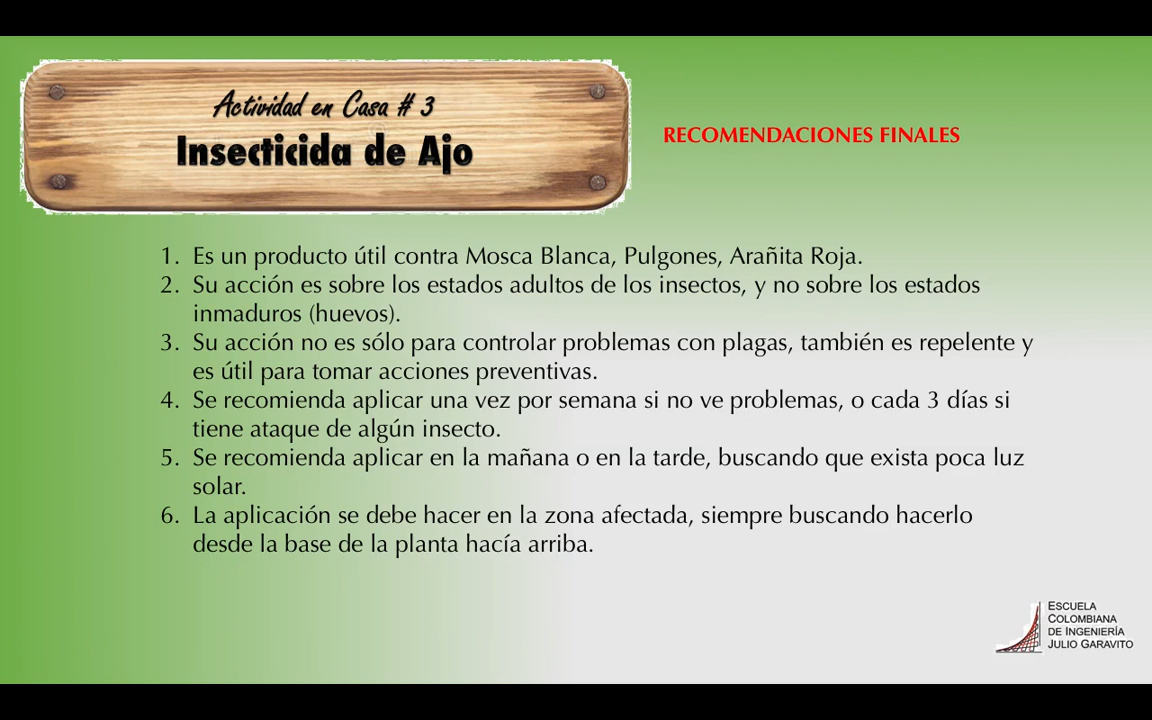 Actividad en Casa # 3
Insecticida de Ajo
RECOMENDACIONES FINALES
1. Es un producto útil contra Mosca Blanca, Pulgones, Arañita Roja.
2. Su acción es sobre los estados adultos de los insectos, y no sobre los estados
inmaduros (huevos).
3. Su acción no es sólo para controlar problemas con plagas, también es repelente y
es útil para tomar acciones preventivas.
4. Se recomienda aplicar una vez por semana si no ve problemas, o cada 3 días si
tiene ataque de algún insecto.
5. Se recomienda aplicar en la mañana o en la tarde, buscando que exista poca luz
solar.
6. La aplicación se debe hacer en la zona afectada, siempre buscando hacerlo
desde la base de la planta hacía arriba.
ESCUELA
COLOMBIANA
DE INGENIERÍA
JULIO GARAVITO